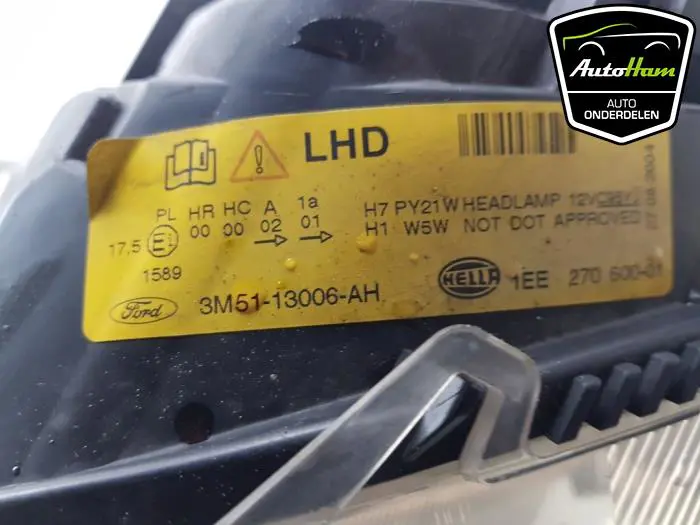 AutoHam
AUTO
ONDERDELEN
LHD
PL HR HC A 1a
17,5 E1 00 00 02 01
1589
H7 PY21W HEADLAMP 12V
H1 W5W NOT DOT APPROVED
Ford 3M51-13006-AH
HELLA 1EE 270 600-01